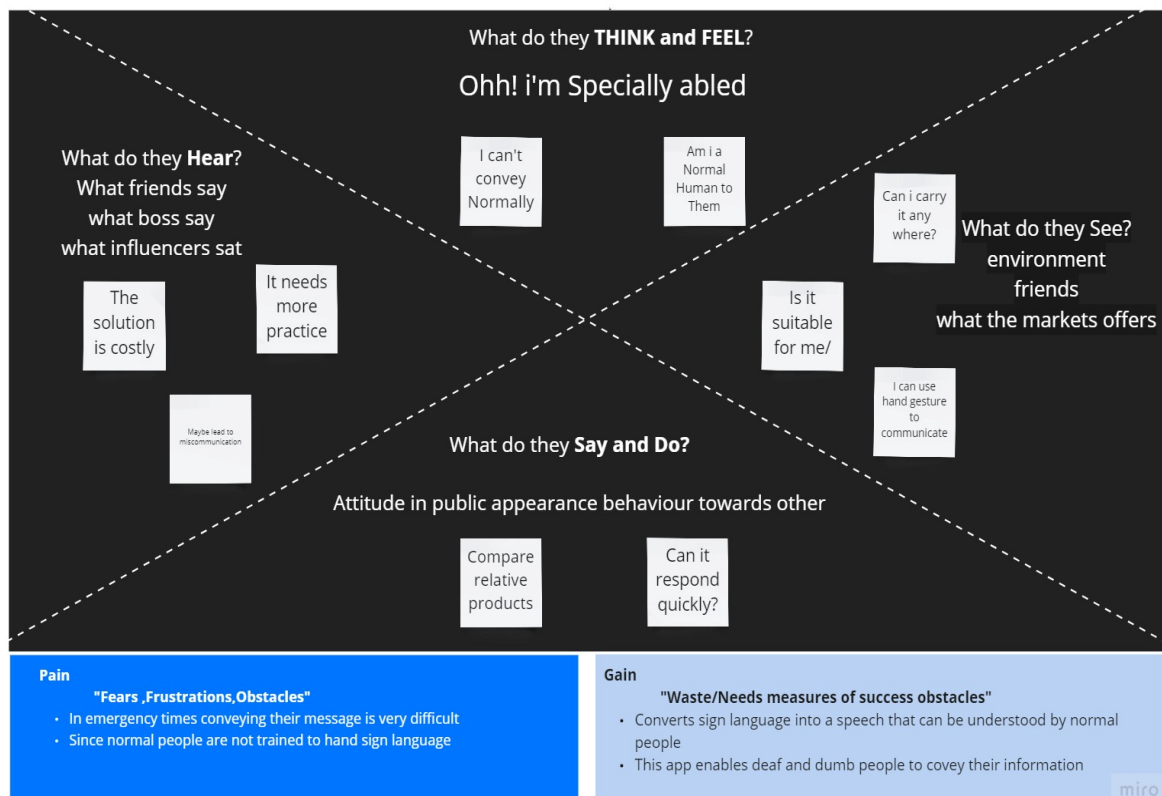 What do they THINK and FEEL?
Ohh! i'm Specially abled
I can't
convey
Normally
Am i a
Normal
Human to
Them
What do they Hear?
What friends say
what boss say
what influencers sat
The
solution
is costly
It needs
more
practice
Maybe lead to
miscommunication
Can i carry
it any
where?
What do they See?
environment
friends
what the markets offers
Is it
suitable
for me/
I can use
hand gesture
to
communicate
What do they Say and Do?
Attitude in public appearance behaviour towards other
Compare
relative
products
Can it
respond
quickly?
Pain
"Fears ,Frustrations,Obstacles"
• In emergency times conveying their message is very difficult
• Since normal people are not trained to hand sign language
Gain
"Waste/Needs measures of success obstacles"
• Converts sign language into a speech that can be understood by normal
people
• This app enables deaf and dumb people to covey their information
miro